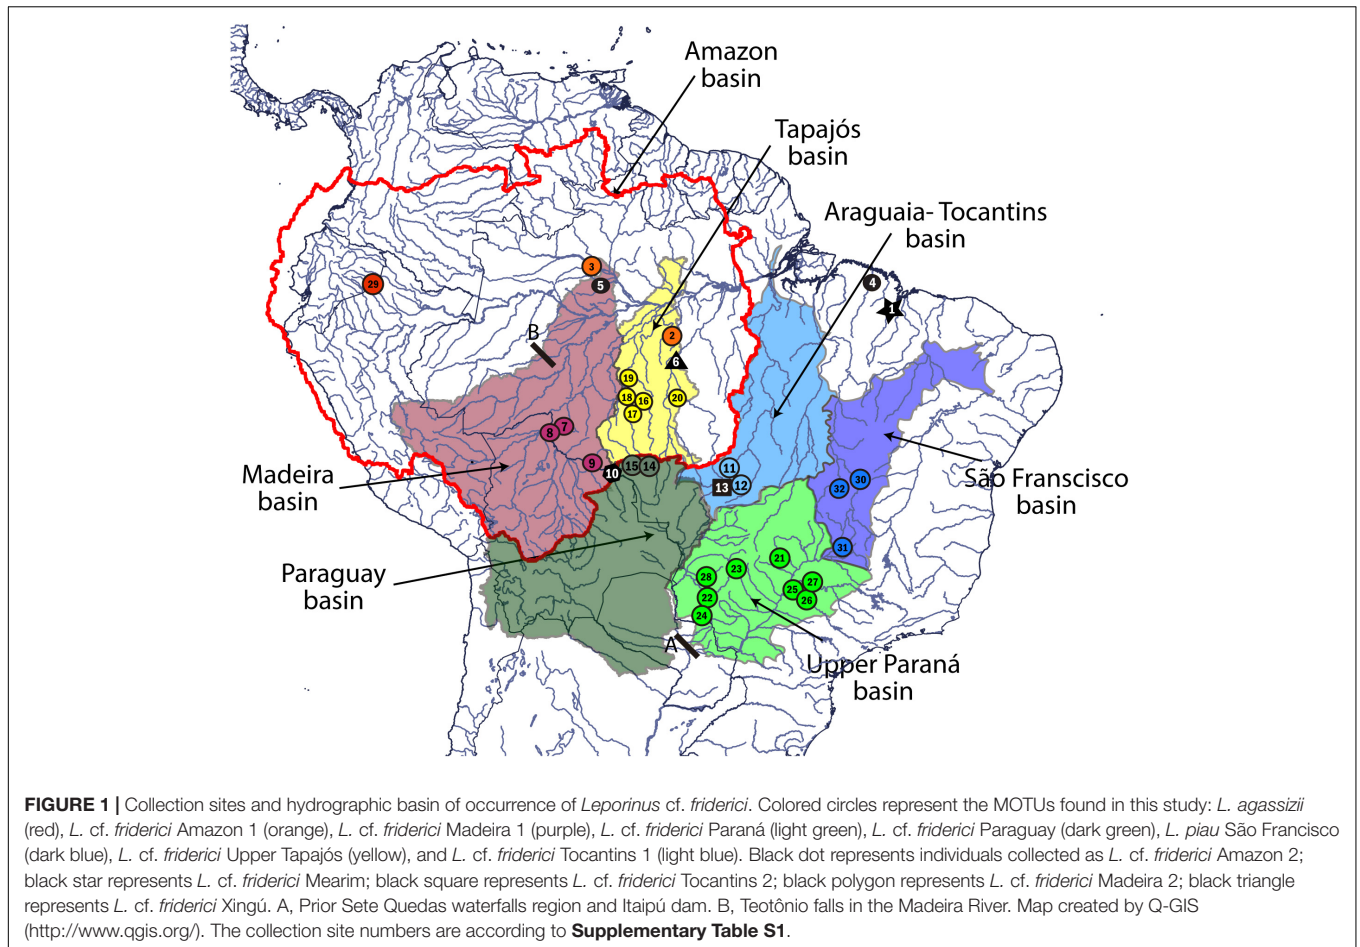 Amazon
basin
Tapajós
basin
Araguaia- Tocantins
basin
3
29
5
4
1
B
2
6
19
18
16
20
17
8
7
9
10
15
14
11
12
13
Madeira
basin
32
30
São Franscisco
basin
31
21
23
28
27
25
26
22
24
Paraguay
basin
A
Upper Paraná
basin
FIGURE 1 | Collection sites and hydrographic basin of occurrence of Leporinus cf. friderici. Colored circles represent the MOTUs found in this study: L. agassizii
(red), L. cf. friderici Amazon 1 (orange), L. cf. friderici Madeira 1 (purple), L. cf. friderici Paraná (light green), L. cf. friderici Paraguay (dark green), L. piau São Francisco
(dark blue), L. cf. friderici Upper Tapajós (yellow), and L. cf. friderici Tocantins 1 (light blue). Black dot represents individuals collected as L. cf. friderici Amazon 2;
black star represents L. cf. friderici Mearim; black square represents L. cf. friderici Tocantins 2; black polygon represents L. cf. friderici Madeira 2; black triangle
represents L. cf. friderici Xingú. A, Prior Sete Quedas waterfalls region and Itaipú dam. B, Teotônio falls in the Madeira River. Map created by Q-GIS
(http://www.qgis.org/). The collection site numbers are according to Supplementary Table S1.